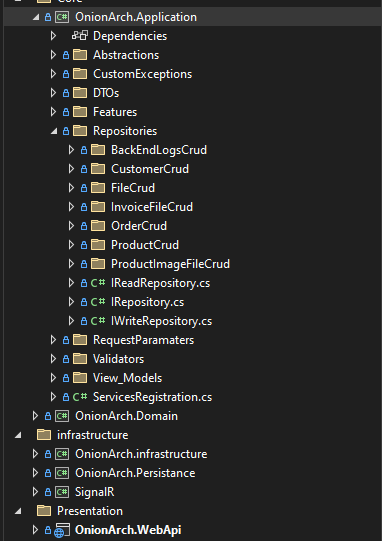 Core
OnionArch.Application
Dependencies
Abstractions
CustomExceptions
DTOs
Features
Repositories
BackEndLogsCrud
CustomerCrud
FileCrud
InvoiceFileCrud
OrderCrud
ProductCrud
ProductImageFileCrud
C# IReadRepository.cs
C# IRepository.cs
C# IWriteRepository.cs
RequestParamaters
Validators
View_Models
C# ServicesRegistration.cs
C# OnionArch.Domain
infrastructure
C# OnionArch.infrastructure
C# OnionArch.Persistance
C# SignalR
Presentation
OnionArch.WebApi